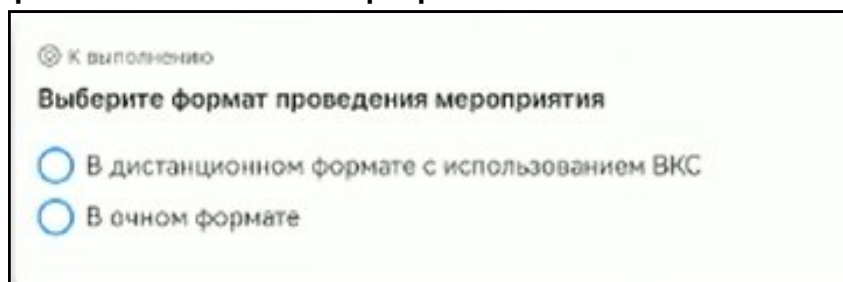 К выполнению
Выберите формат проведения мероприятия
В дистанционном формате с использованием ВКС
В очном формате